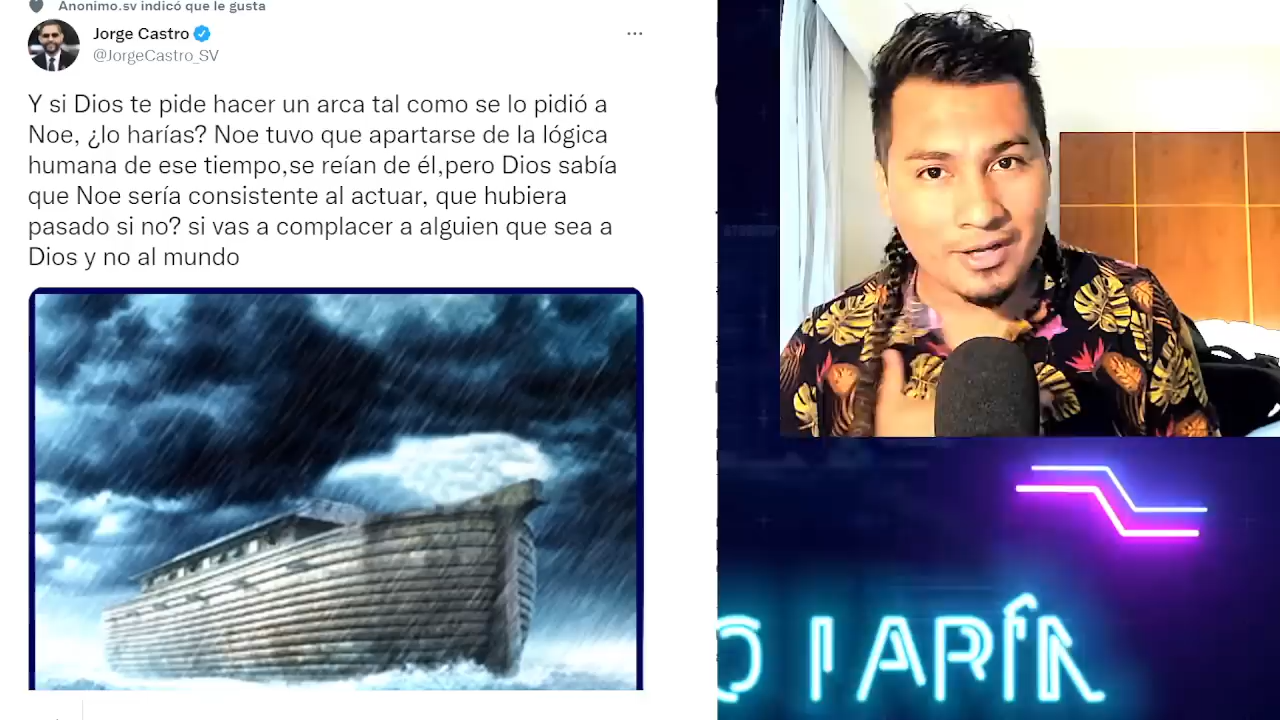 Anonimo.sv indicó que le gusta
Jorge Castro
@JorgeCastro_SV
Y si Dios te pide hacer un arca tal como se lo pidió a
Noe, ¿lo harías? Noe tuvo que apartarse de la lógica
humana de ese tiempo,se reían de él,pero Dios sabía
que Noe sería consistente al actuar, que hubiera
pasado si no? si vas a complacer a alguien que sea a
Dios y no al mundo